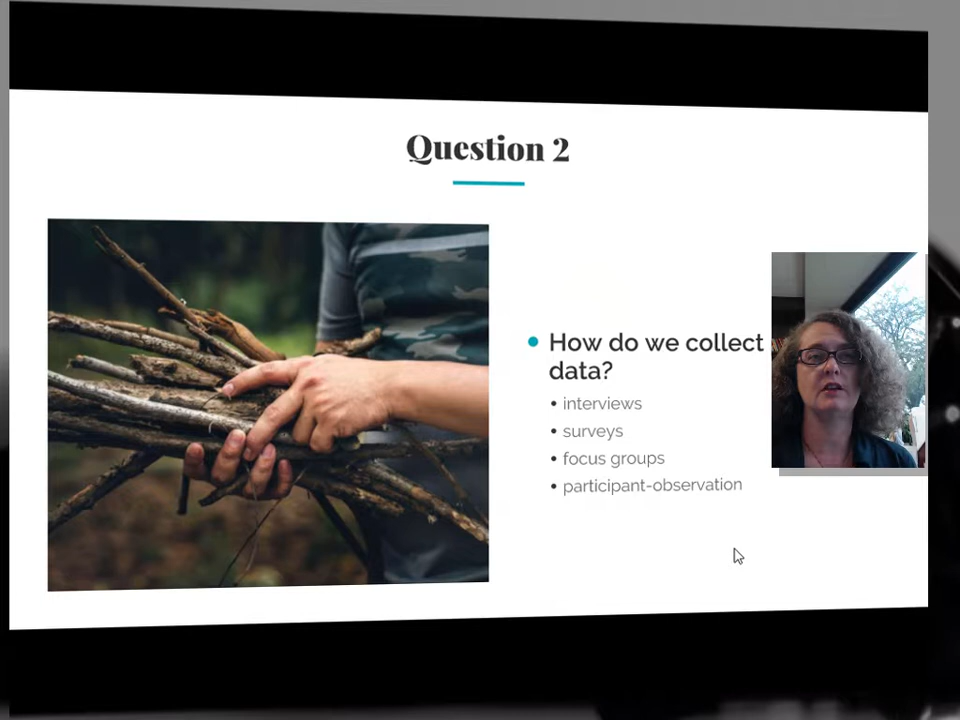 Question 2
How do we collect
data?
interviews
surveys
focus groups
participant-observation